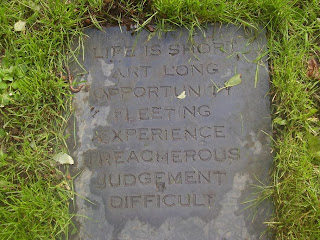 LIFE IS SHORT
ART LONG
OPPORTUNITY
FLEETING
EXPERIENCE
TREACHEROUS
JUDGEMENT
DIFFICULT